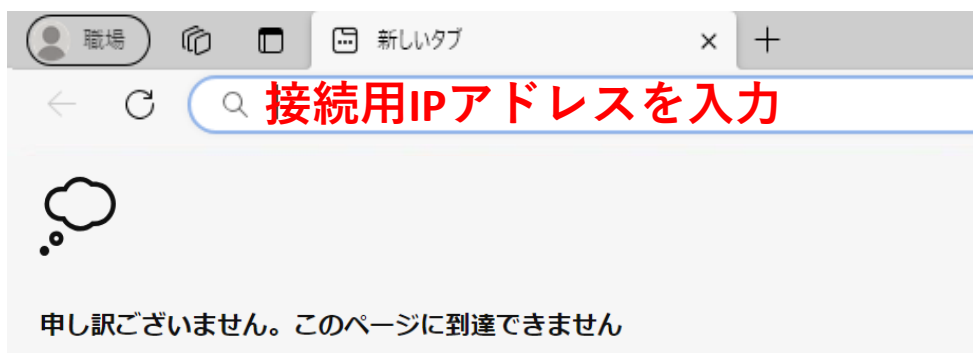 職場
新しいタブ
接続用IPアドレスを入力
申し訳ございません。このページに到達できません